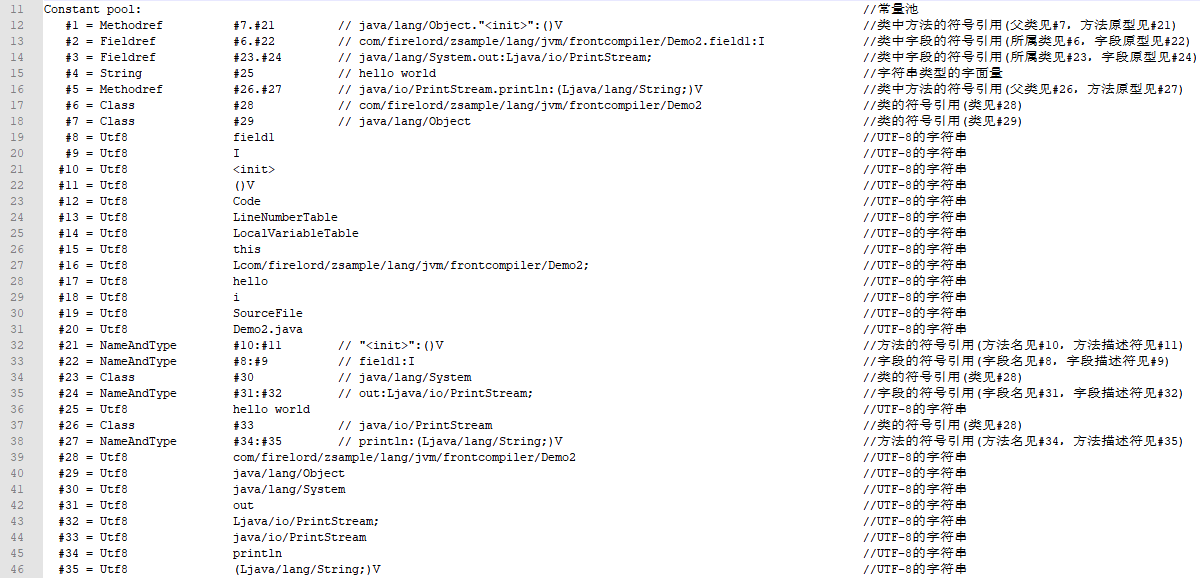 11 Constant pool: //常量池
12 #1 = Methodref #7.#21 // java/lang/Object."<init>":()V //类中方法的符号引用(父类见#7，方法原型见#21)
13 #2 = Fieldref #6.#22 // com/firelord/zsample/lang/jvm/frontcompiler/Demo2.field1:I //类中字段的符号引用(所属类见#6，字段原型见#22)
14 #3 = Fieldref #23.#24 // java/lang/System.out:Ljava/io/PrintStream; //类中字段的符号引用(所属类见#23，字段原型见#24)
15 #4 = String #25 // hello world //字符串类型的字面量
16 #5 = Methodref #26.#27 // java/io/PrintStream.println:(Ljava/lang/String;)V //类中方法的符号引用(父类见#26，方法原型见#27)
17 #6 = Class #28 // com/firelord/zsample/lang/jvm/frontcompiler/Demo2 //类的符号引用(类见#28)
18 #7 = Class #29 // java/lang/Object //类的符号引用(类见#29)
19 #8 = Utf8 field1 //UTF-8的字符串
20 #9 = Utf8 I //UTF-8的字符串
21 #10 = Utf8 <init> //UTF-8的字符串
22 #11 = Utf8 ()V //UTF-8的字符串
23 #12 = Utf8 Code //UTF-8的字符串
24 #13 = Utf8 LineNumberTable //UTF-8的字符串
25 #14 = Utf8 LocalVariableTable //UTF-8的字符串
26 #15 = Utf8 this //UTF-8的字符串
27 #16 = Utf8 Lcom/firelord/zsample/lang/jvm/frontcompiler/Demo2; //UTF-8的字符串
28 #17 = Utf8 hello //UTF-8的字符串
29 #18 = Utf8 i //UTF-8的字符串
30 #19 = Utf8 SourceFile //UTF-8的字符串
31 #20 = Utf8 Demo2.java //UTF-8的字符串
32 #21 = NameAndType #10:#11 // "<init>":()V //方法的符号引用(方法名见#10，方法描述符见#11)
33 #22 = NameAndType #8:#9 // field1:I //字段的符号引用(字段名见#8，字段描述符见#9)
34 #23 = Class #30 // java/lang/System //类的符号引用(类见#28)
35 #24 = NameAndType #31:#32 // out:Ljava/io/PrintStream; //字段的符号引用(字段名见#31，字段描述符见#32)
36 #25 = Utf8 hello world //UTF-8的字符串
37 #26 = Class #33 // java/io/PrintStream //类的符号引用(类见#28)
38 #27 = NameAndType #34:#35 // println:(Ljava/lang/String;)V //方法的符号引用(方法名见#34，方法描述符见#35)
39 #28 = Utf8 com/firelord/zsample/lang/jvm/frontcompiler/Demo2 //UTF-8的字符串
40 #29 = Utf8 java/lang/Object //UTF-8的字符串
41 #30 = Utf8 java/lang/System //UTF-8的字符串
42 #31 = Utf8 out //UTF-8的字符串
43 #32 = Utf8 Ljava/io/PrintStream; //UTF-8的字符串
44 #33 = Utf8 java/io/PrintStream //UTF-8的字符串
45 #34 = Utf8 println //UTF-8的字符串
46 #35 = Utf8 (Ljava/lang/String;)V //UTF-8的字符串